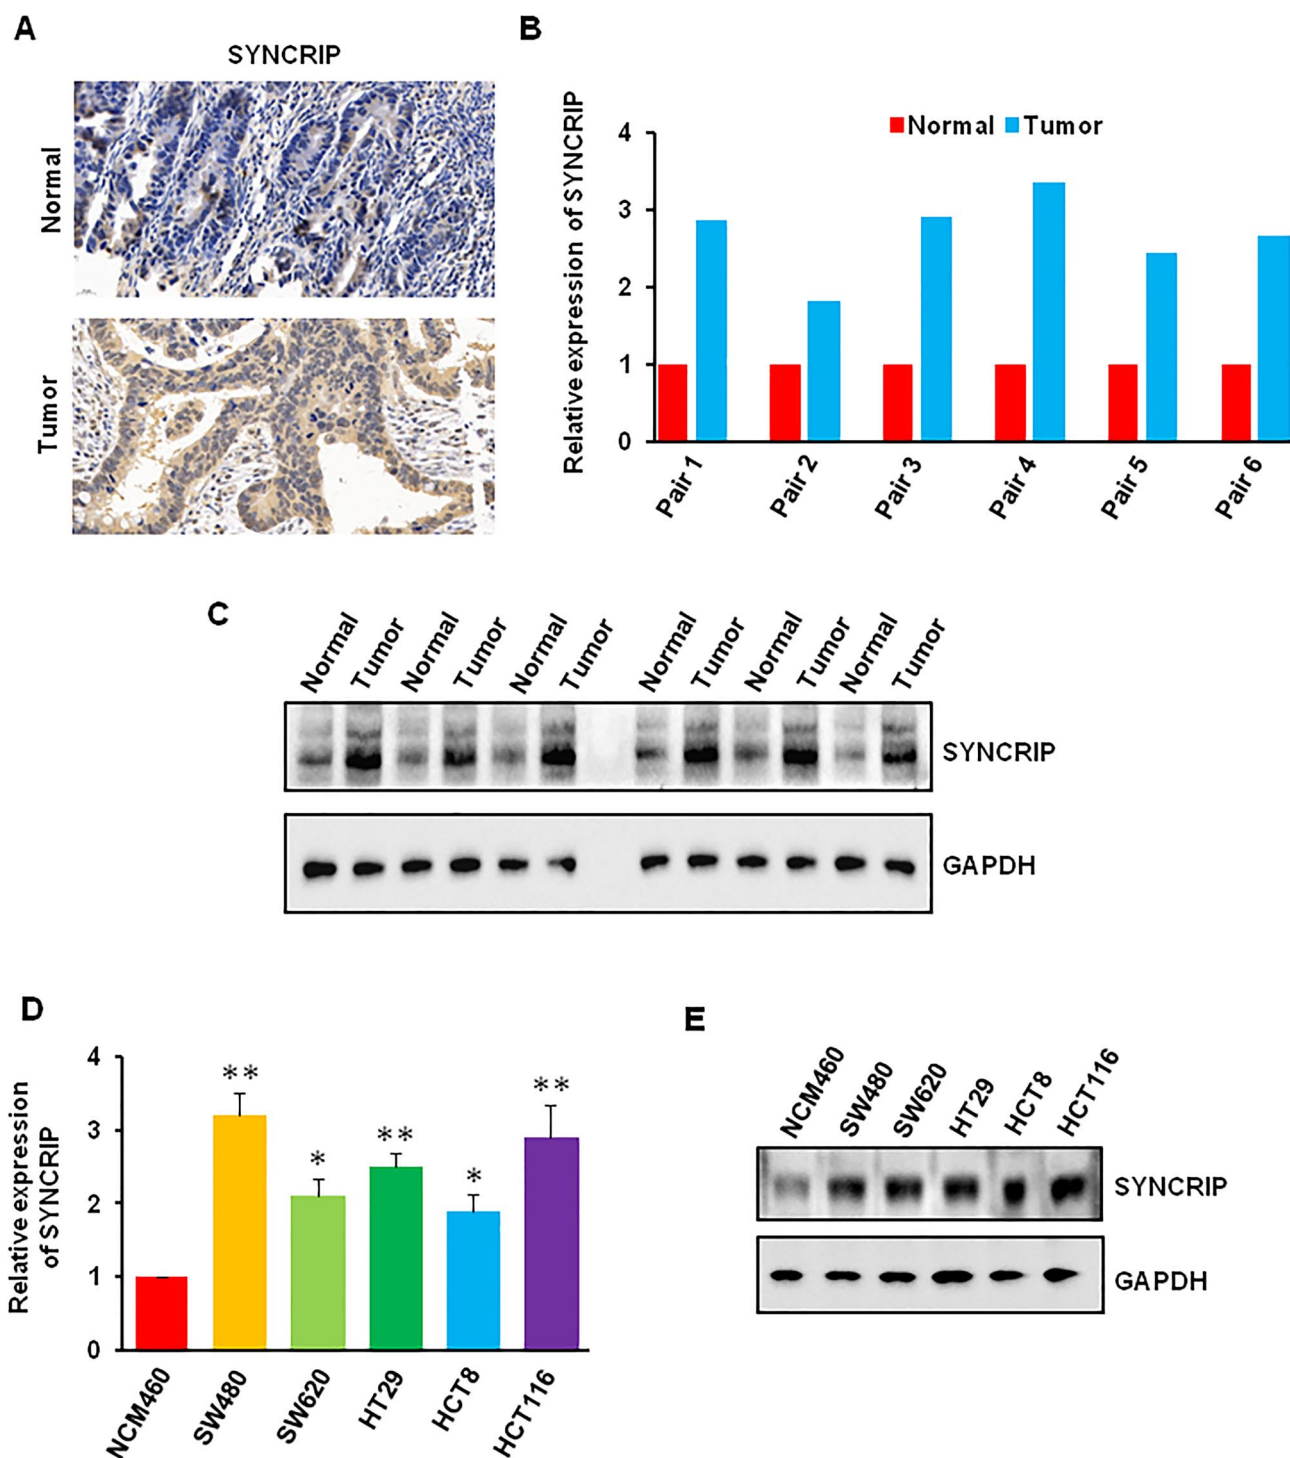 A
SYNCRIP
Normal
Tumor
B
Relative expression of SYNCRIP
Normal Tumor
4
3
2
1
0
Pair 1
Pair 2
Pair 3
Pair 4
Pair 5
Pair 6
C
Normal
Tumor
Normal
Tumor
Normal
Tumor
Normal
Tumor
Normal
Tumor
Normal
Tumor
SYNCRIP
GAPDH
D
Relative expression
of SYNCRIP
4
3
2
1
0
**
*
**
*
**
NCM460
SW480
SW620
HT29
HCT8
HCT116
E
NCM460
SW480
SW620
HT29
HCT8
HCT116
SYNCRIP
GAPDH